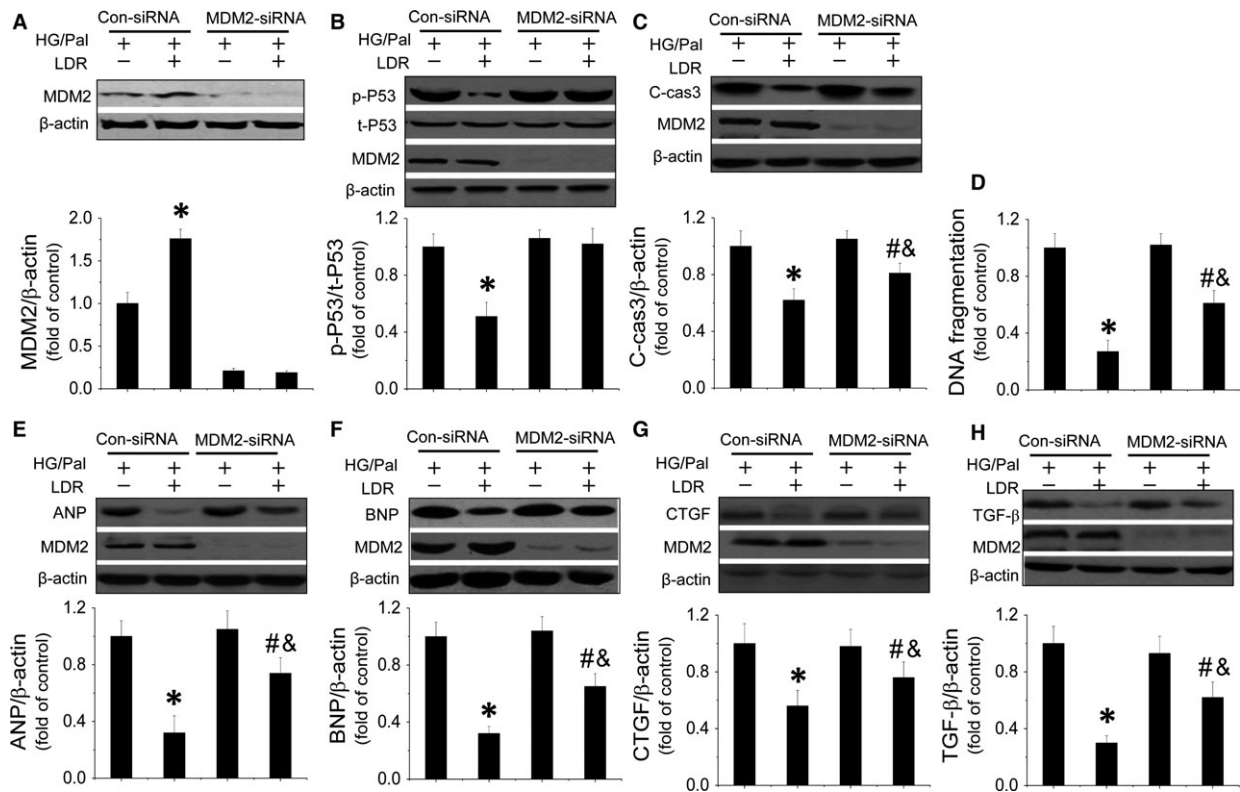 A
Con-siRNA MDM2-siRNA
HG/Pal + + + +
LDR − + − +
MDM2
β-actin
MDM2/β-actin
(fold of control)
2.0
1.5
1.0
0.5
0.0
*
B
Con-siRNA MDM2-siRNA
HG/Pal + + + +
LDR − + − +
p-P53
t-P53
MDM2
β-actin
p-P53/t-P53
(fold of control)
1.2
0.8
0.4
0.0
*
C
Con-siRNA MDM2-siRNA
HG/Pal + + + +
LDR − + − +
C-cas3
MDM2
β-actin
C-cas3/β-actin
(fold of control)
1.2
0.8
0.4
0.0
*
#&
D
DNA fragmentation
(fold of control)
1.2
0.8
0.4
0.0
*
#&
E
Con-siRNA MDM2-siRNA
HG/Pal + + + +
LDR − + − +
ANP
MDM2
β-actin
ANP/β-actin
(fold of control)
1.2
0.8
0.4
0.0
*
#&
F
Con-siRNA MDM2-siRNA
HG/Pal + + + +
LDR − + − +
BNP
MDM2
β-actin
BNP/β-actin
(fold of control)
1.2
0.8
0.4
0.0
*
#&
G
Con-siRNA MDM2-siRNA
HG/Pal + + + +
LDR − + − +
CTGF
MDM2
β-actin
CTGF/β-actin
(fold of control)
1.2
0.8
0.4
0.0
*
#&
H
Con-siRNA MDM2-siRNA
HG/Pal + + + +
LDR − + − +
TGF-β
MDM2
β-actin
TGF-β/β-actin
(fold of control)
1.2
0.8
0.4
0.0
*
#&